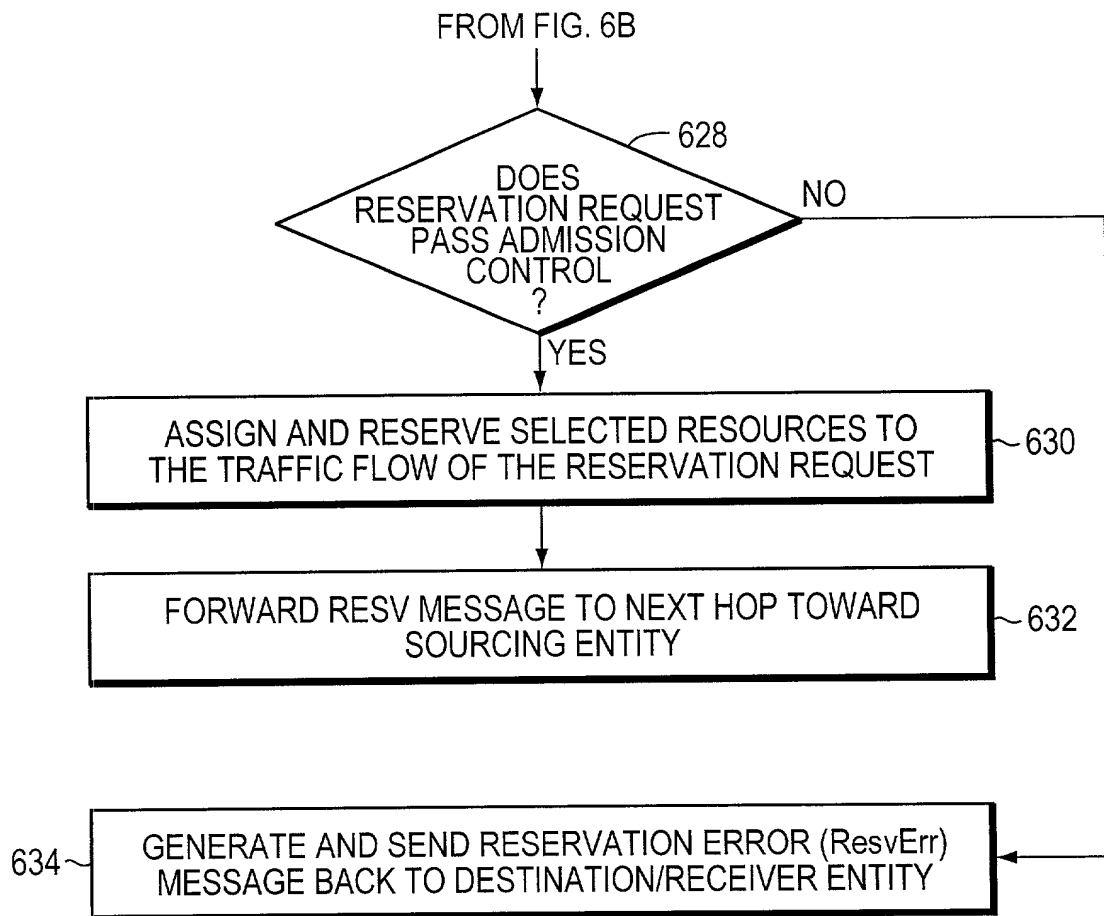 FROM FIG. 6B
628
DOES
RESERVATION REQUEST
PASS ADMISSION
CONTROL
?
NO
YES
ASSIGN AND RESERVE SELECTED RESOURCES TO
THE TRAFFIC FLOW OF THE RESERVATION REQUEST
630
FORWARD RESV MESSAGE TO NEXT HOP TOWARD
SOURCING ENTITY
632
634
GENERATE AND SEND RESERVATION ERROR (ResvErr)
MESSAGE BACK TO DESTINATION/RECEIVER ENTITY